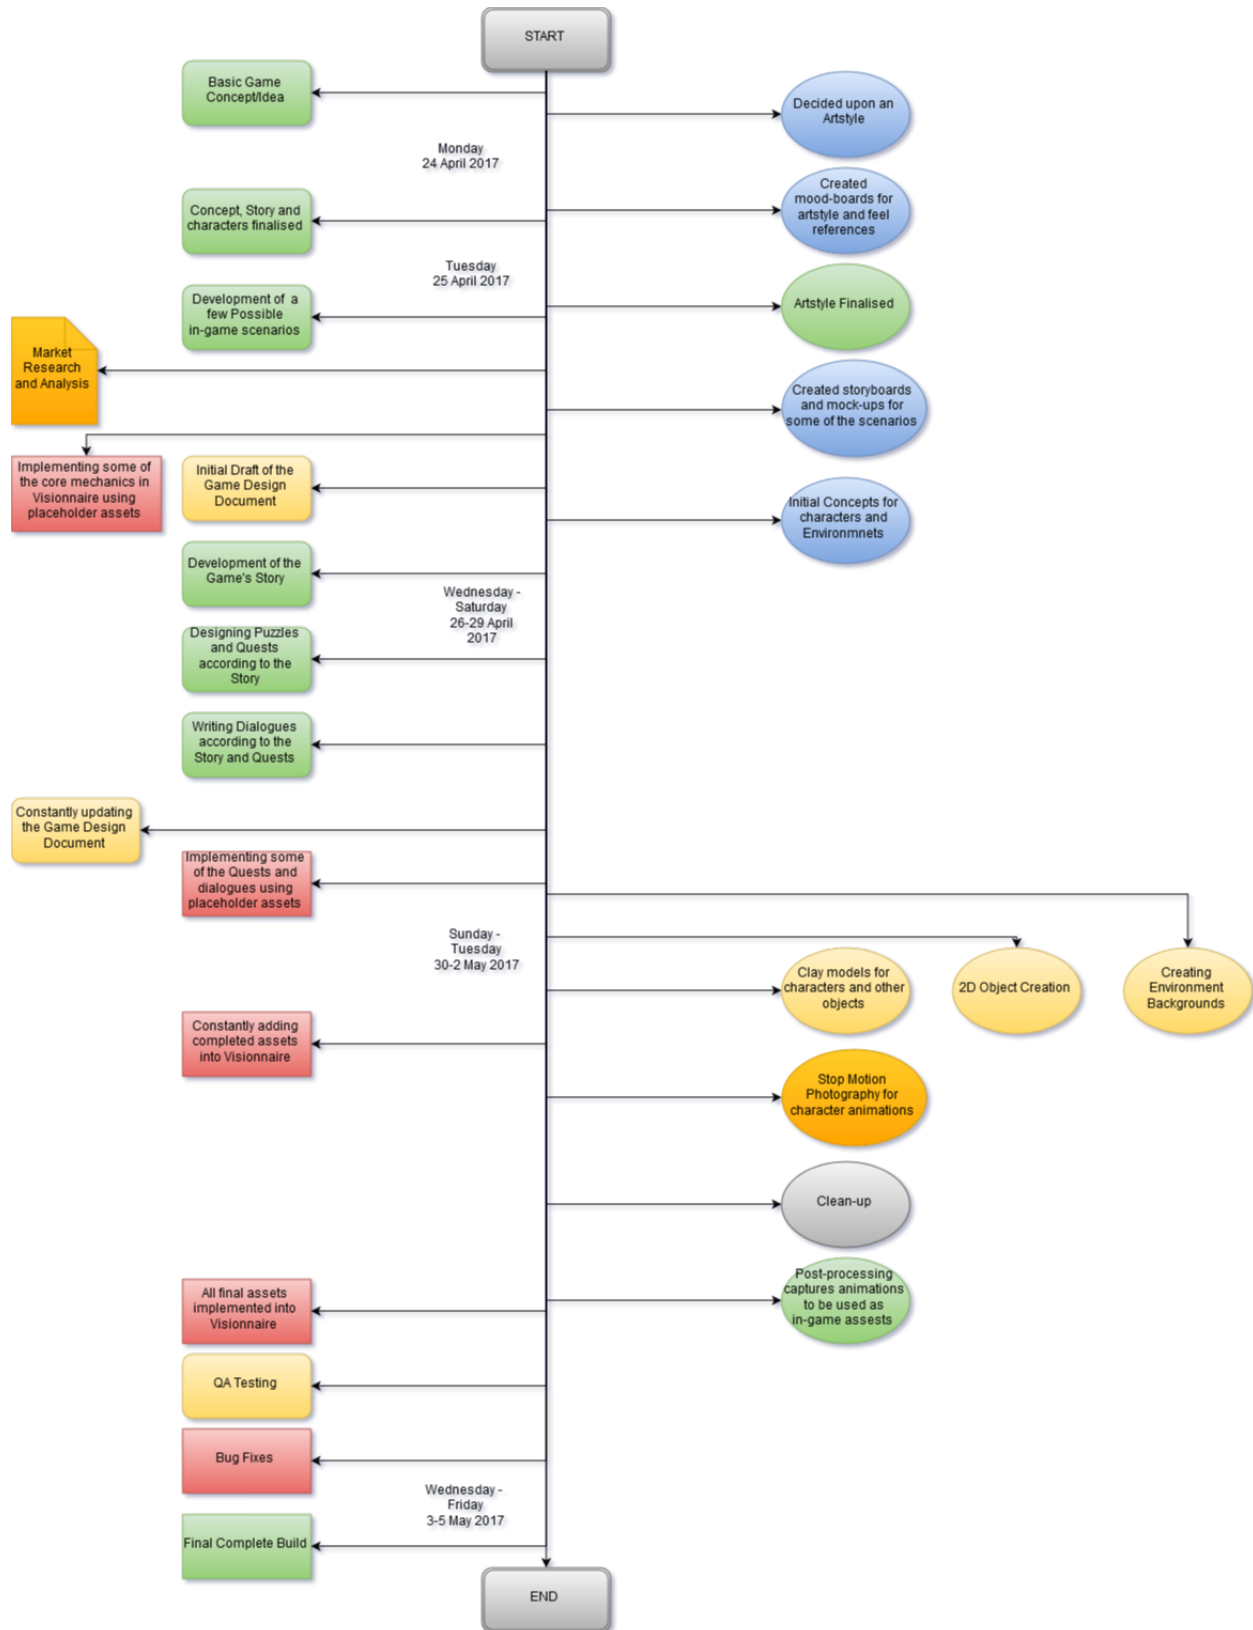 START
Basic Game
Concept/Idea
Decided upon an
Artstyle
Monday
24 April 2017
Created
mood-boards for
artstyle and feel
references
Concept, Story and
characters finalised
Tuesday
25 April 2017
Development of a
few Possible
in-game scenarios
Artstyle Finalised
Market
Research
and Analysis
Created storyboards
and mock-ups for
some of the scenarios
Implementing some of
the core mechanics in
Visionnaire using
placeholder assets
Initial Draft of the
Game Design
Document
Initial Concepts for
characters and
Environmnets
Development of the
Game's Story
Wednesday -
Saturday
26-29 April
2017
Designing Puzzles
and Quests
according to the
Story
Writing Dialogues
according to the
Story and Quests
Constantly updating
the Game Design
Document
Implementing some
of the Quests and
dialogues using
placeholder assets
Sunday -
Tuesday
30-2 May 2017
Clay models for
characters and other
objects
2D Object Creation
Creating
Environment
Backgrounds
Constantly adding
completed assets
into Visionnaire
Stop Motion
Photography for
character animations
Clean-up
All final assets
implemented into
Visionnaire
Post-processing
captures animations
to be used as
in-game assests
QA Testing
Bug Fixes
Wednesday -
Friday
3-5 May 2017
Final Complete Build
END